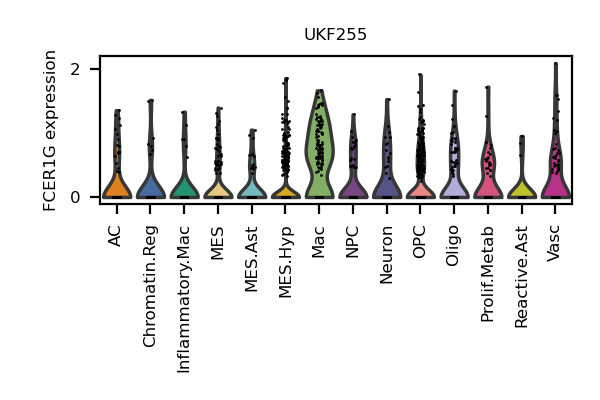 UKF255
FCER1G expression
2
0
AC
Chromatin.Reg
Inflammatory.Mac
MES
MES.Ast
MES.Hyp
Mac
NPC
Neuron
OPC
Oligo
Prolif.Metab
Reactive.Ast
Vasc